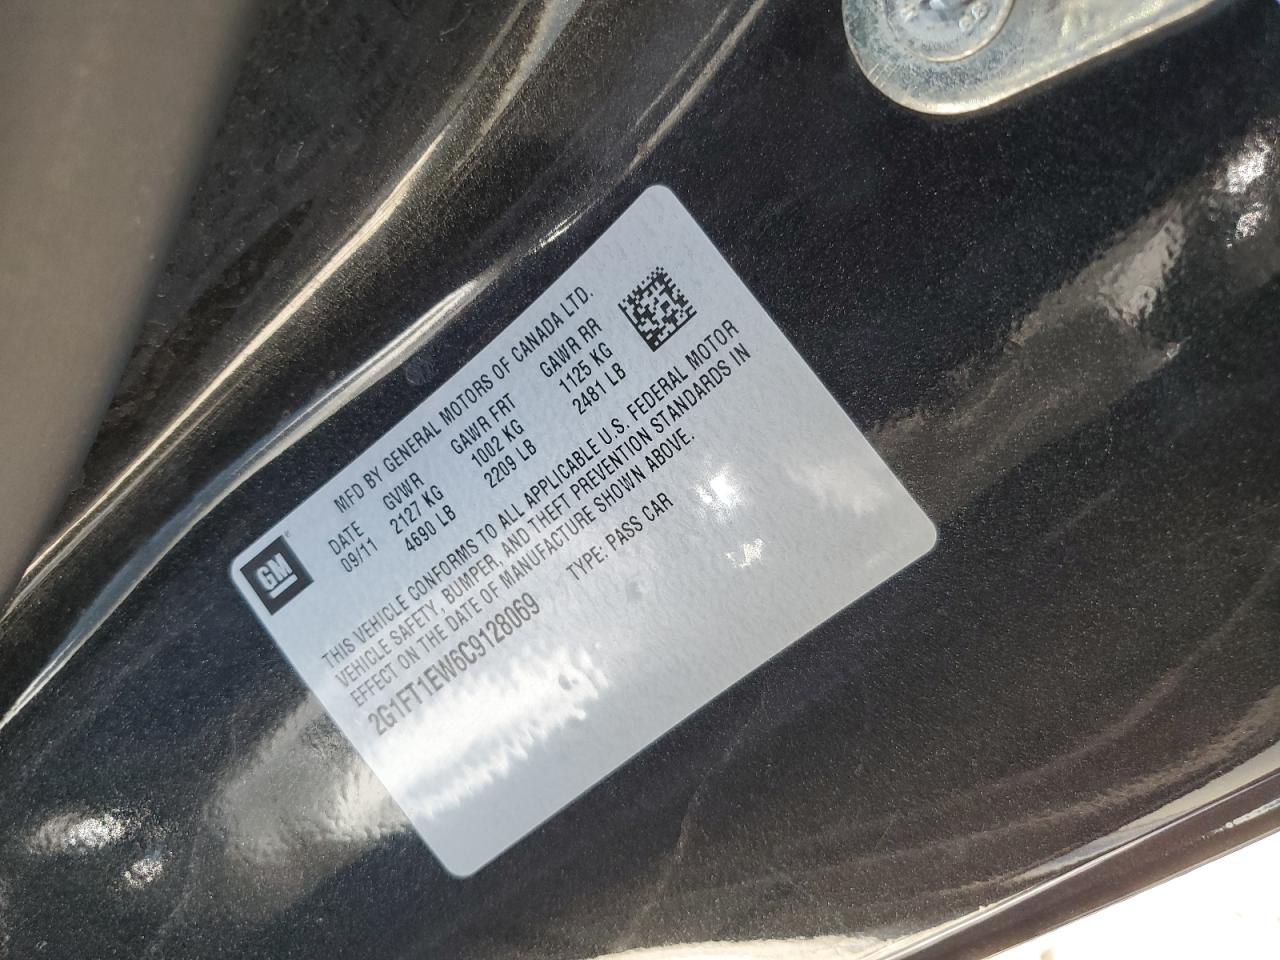 GM
MFD BY GENERAL MOTORS OF CANADA LTD.
DATE GVWR GAWR FRT GAWR RR
09/11 2127 KG 1002 KG 1125 KG
4690 LB 2209 LB 2481 LB
THIS VEHICLE CONFORMS TO ALL APPLICABLE U.S. FEDERAL MOTOR
VEHICLE SAFETY, BUMPER, AND THEFT PREVENTION STANDARDS IN
EFFECT ON THE DATE OF MANUFACTURE SHOWN ABOVE.
2G1FT1EW6C9128069 TYPE: PASS CAR